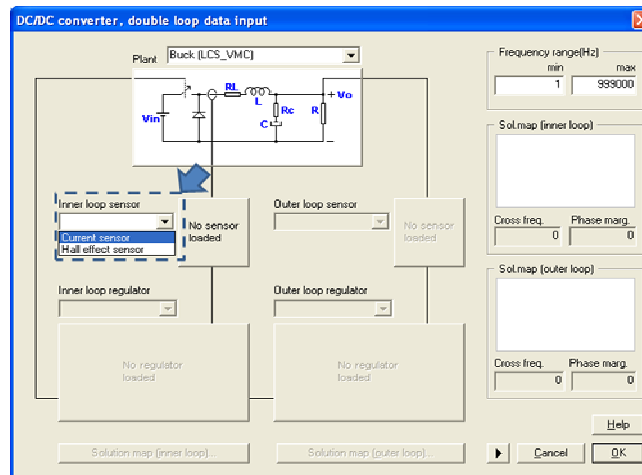 DC/DC converter, double loop data input
Plant
Buck (LCS_VMC)
RL
L
+ Vo
Vin
Rc
R
C
Inner loop sensor
Current sensor
Hall effect sensor
No sensor
loaded
Outer loop sensor
No sensor
loaded
Inner loop regulator
No regulator
loaded
Outer loop regulator
No regulator
loaded
Solution map (inner loop)...
Solution map (outer loop)...
Frequency range(Hz)
min max
1 999000
Sol.map (inner loop)
Cross freq. Phase marg.
0 0
Sol.map (outer loop)
Cross freq. Phase marg.
0 0
Help
Cancel OK